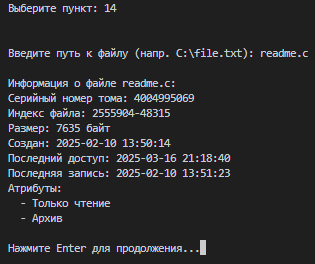 Выберите пункт: 14
Введите путь к файлу (напр. C:\file.txt): readme.c
Информация о файле readme.c:
Серийный номер тома: 4004995069
Индекс файла: 2555904-48315
Размер: 7635 байт
Создан: 2025-02-10 13:50:14
Последний доступ: 2025-03-16 21:18:40
Последняя запись: 2025-02-10 13:51:23
Атрибуты:
- Только чтение
- Архив
Нажмите Enter для продолжения...